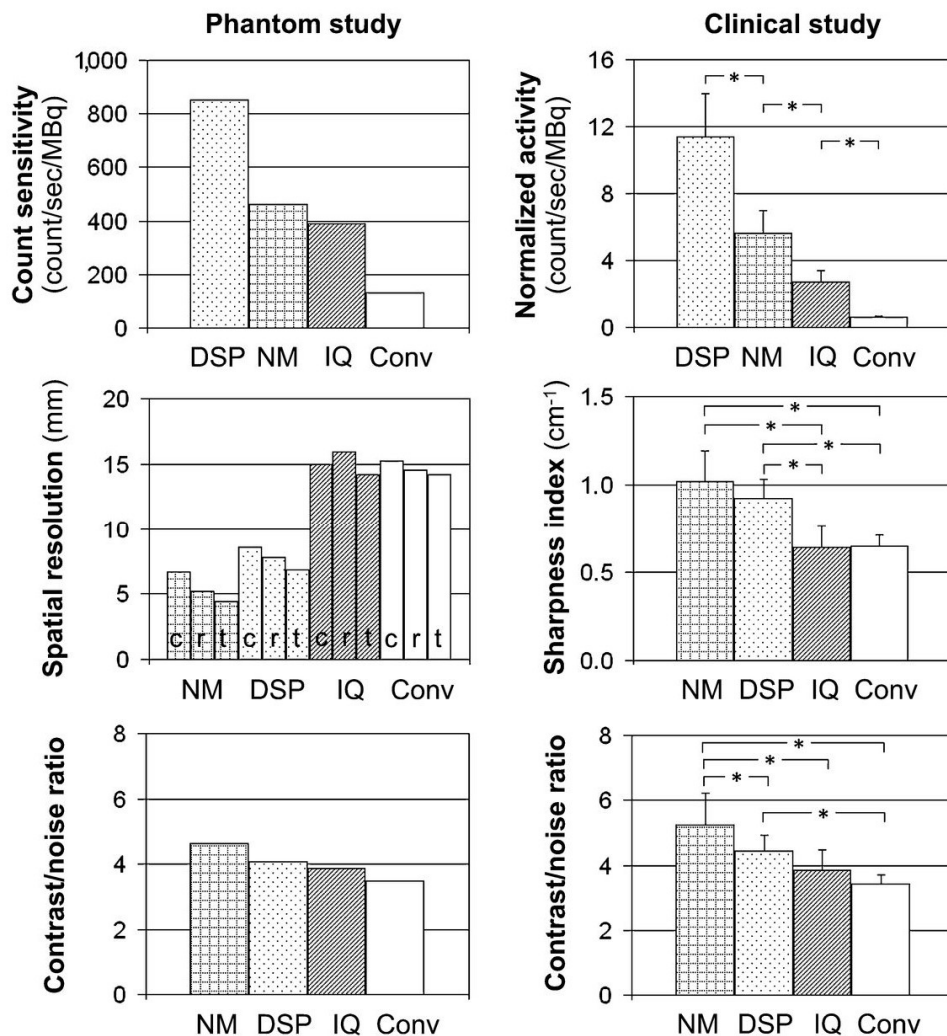 Phantom study
Clinical study
Count sensitivity
(count/sec/MBq)
1,000
800
600
400
200
0
DSP NM IQ Conv
Normalized activity
(count/sec/MBq)
16
12
8
4
0
* * *
DSP NM IQ Conv
Spatial resolution (mm)
20
15
10
5
0
c r t c r t c r t c r t
NM DSP IQ Conv
Sharpness index (cm⁻¹)
1.5
1.0
0.5
0.0
*
* *
*
NM DSP IQ Conv
Contrast/noise ratio
8
6
4
2
0
NM DSP IQ Conv
Contrast/noise ratio
8
6
4
2
0
*
*
*
*
NM DSP IQ Conv